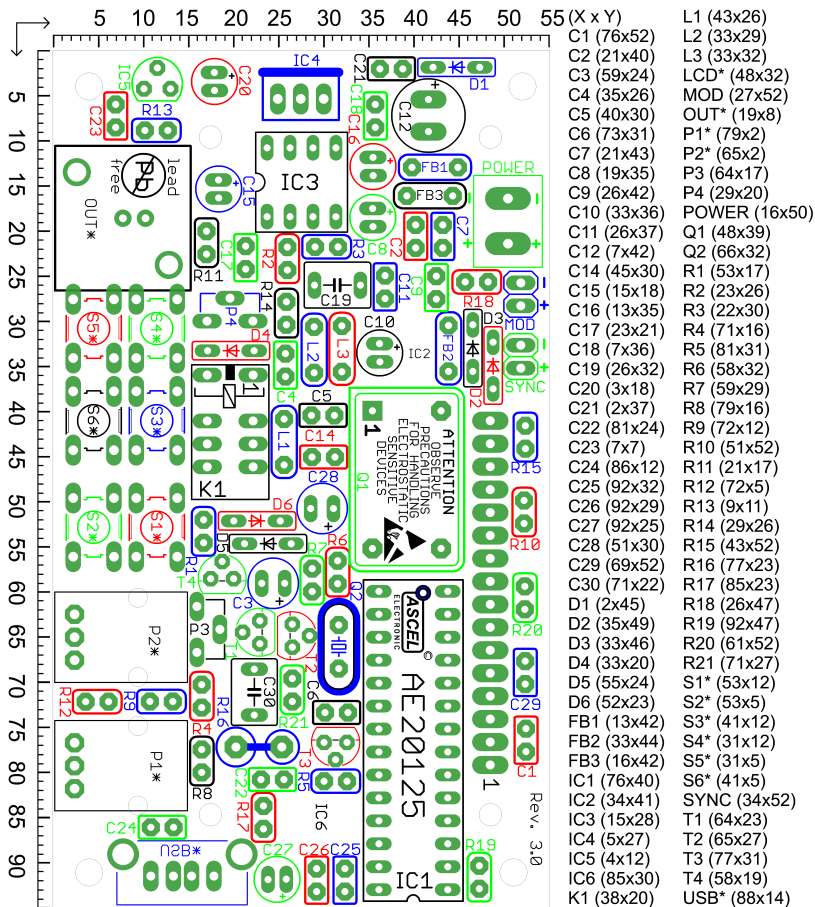 5 10 15 20 25 30 35 40 45 50 55
5
10
15
20
25
30
35
40
45
50
55
60
65
70
75
80
85
90
IC5
C20
IC4
C21
D1
C23
R13
C18
C12
C16
IC3
FB1
POWER
FB3
lead
free
Pb
OUT*
C15
C8
C2
C7
R11
C17
R2
R3
C19
C11
C9
R18
MOD
S5*
S4*
P4
R14
C10
D3
D4
L2
L3
IC2
FB2
D2
SYNC
C4
1
K1
S6*
S3*
C5
L1
C14
R15
1
ATTENTION
OBSERVE
PRECAUTIONS
FOR HANDLING
ELECTROSTATIC
SENSITIVE
DEVICES
Q1
C28
D6
S2*
S1*
D5
R1
R10
R7
R6
T4
C3
Q2
ASCEL
ELECTRONIC
©
R20
P2*
P3
T1
T2
AE20125
C30
C29
R12
R9
R4
R21
C6
R16
P1*
T3
C1
R8
C22
R5
1
R17
IC6
Rev. 3.0
C24
USB*
C27
C26
C25
IC1
R19
(X x Y)
C1 (76x52)
C2 (21x40)
C3 (59x24)
C4 (35x26)
C5 (40x30)
C6 (73x31)
C7 (21x43)
C8 (19x35)
C9 (26x42)
C10 (33x36)
C11 (26x37)
C12 (7x42)
C14 (45x30)
C15 (15x18)
C16 (13x35)
C17 (23x21)
C18 (7x36)
C19 (26x32)
C20 (3x18)
C21 (2x37)
C22 (81x24)
C23 (7x7)
C24 (86x12)
C25 (92x32)
C26 (92x29)
C27 (92x25)
C28 (51x30)
C29 (69x52)
C30 (71x22)
D1 (2x45)
D2 (35x49)
D3 (33x46)
D4 (33x20)
D5 (55x24)
D6 (52x23)
FB1 (13x42)
FB2 (33x44)
FB3 (16x42)
IC1 (76x40)
IC2 (34x41)
IC3 (15x28)
IC4 (5x27)
IC5 (4x12)
IC6 (85x30)
K1 (38x20)
L1 (43x26)
L2 (33x29)
L3 (33x32)
LCD* (48x32)
MOD (27x52)
OUT* (19x8)
P1* (79x2)
P2* (65x2)
P3 (64x17)
P4 (29x20)
POWER (16x50)
Q1 (48x39)
Q2 (66x32)
R1 (53x17)
R2 (23x26)
R3 (22x30)
R4 (71x16)
R5 (81x31)
R6 (58x32)
R7 (59x29)
R8 (79x16)
R9 (72x12)
R10 (51x52)
R11 (21x17)
R12 (72x5)
R13 (9x11)
R14 (29x26)
R15 (43x52)
R16 (77x23)
R17 (85x23)
R18 (26x47)
R19 (92x47)
R20 (61x52)
R21 (71x27)
S1* (53x12)
S2* (53x5)
S3* (41x12)
S4* (31x12)
S5* (31x5)
S6* (41x5)
SYNC (34x52)
T1 (64x23)
T2 (65x27)
T3 (77x31)
T4 (58x19)
USB* (88x14)